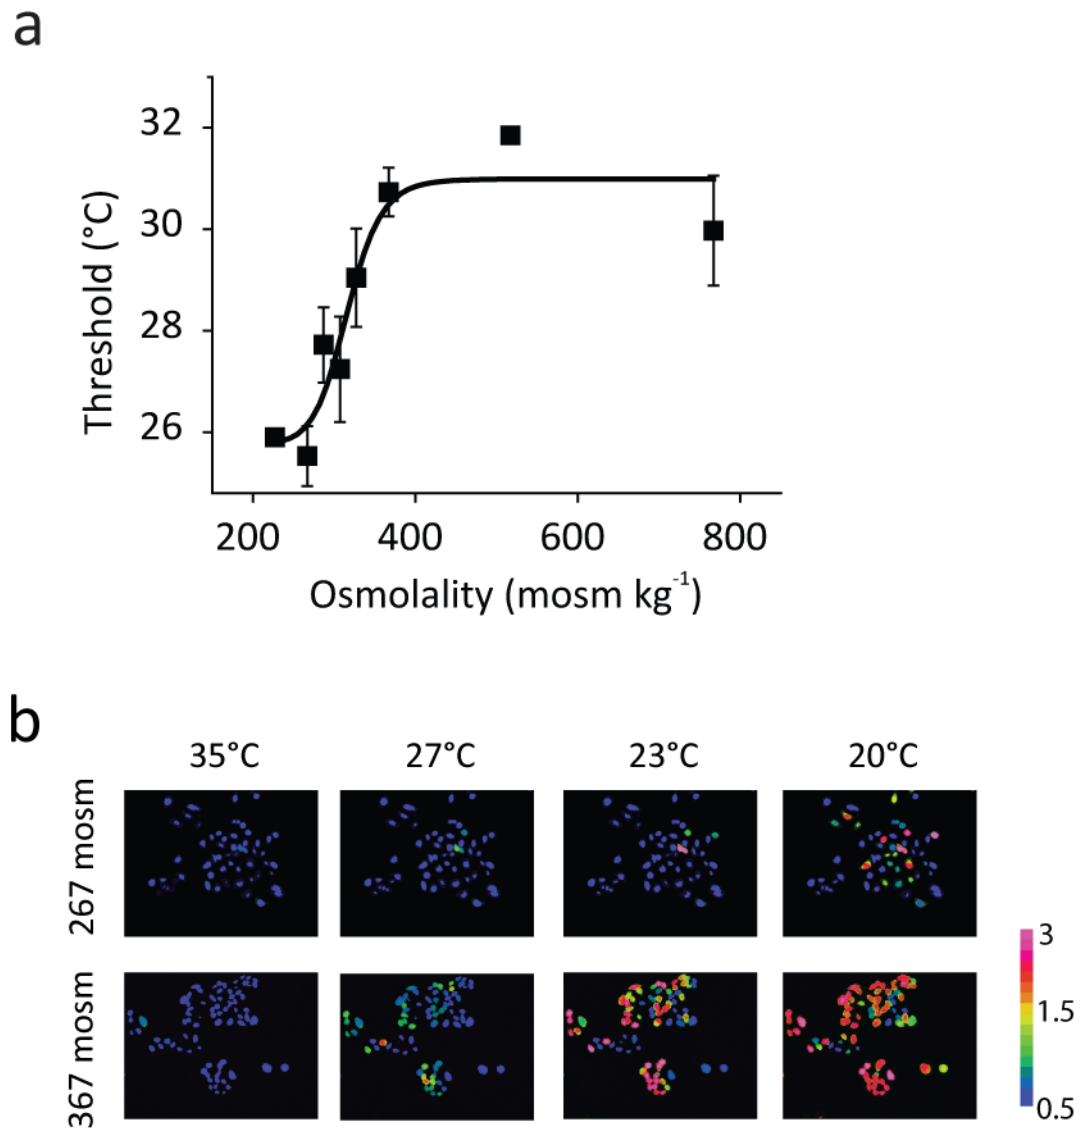 a
32
30
28
26
Threshold (°C)
200 400 600 800
Osmolality (mosm kg⁻¹)
b
35°C 27°C 23°C 20°C
267 mosm
367 mosm
3
1.5
0.5